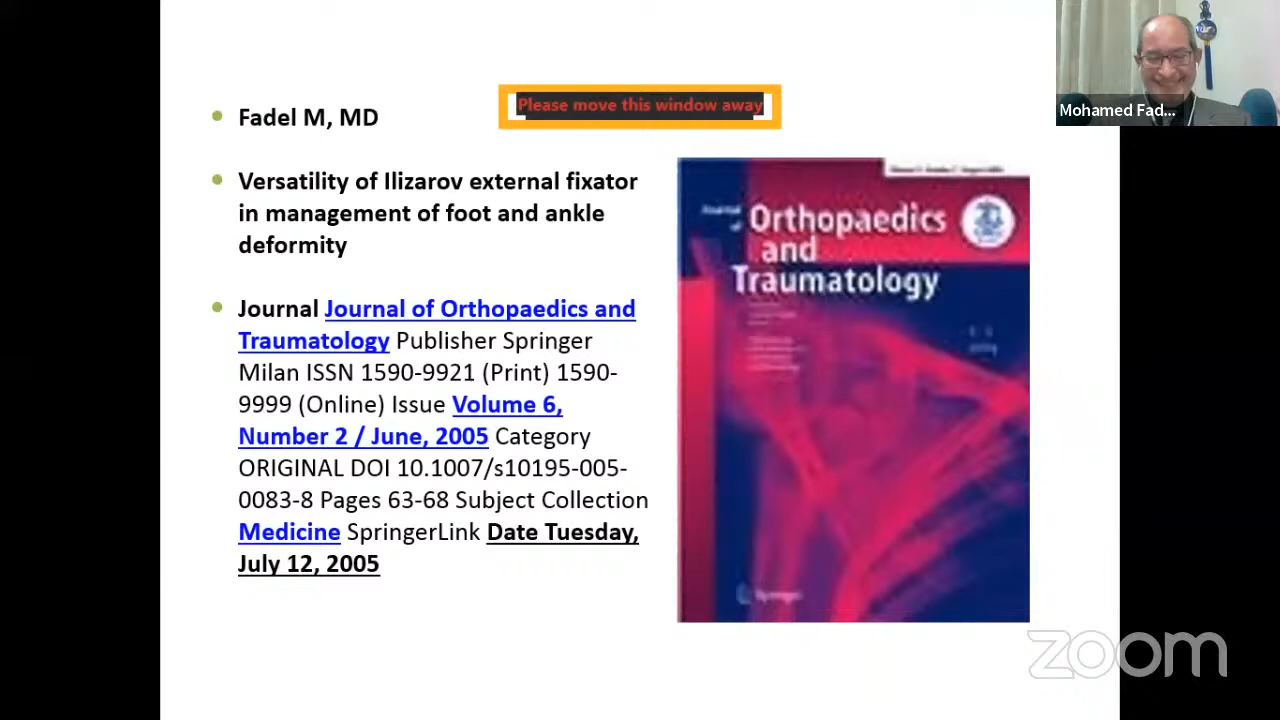 Fadel M, MD
Please move this window away
Mohamed Fad...
Versatility of Ilizarov external fixator
in management of foot and ankle
deformity
Journal Journal of Orthopaedics and
Traumatology Publisher Springer
Milan ISSN 1590-9921 (Print) 1590-
9999 (Online) Issue Volume 6,
Number 2 / June, 2005 Category
ORIGINAL DOI 10.1007/s10195-005-
0083-8 Pages 63-68 Subject Collection
Medicine SpringerLink Date Tuesday,
July 12, 2005
Journal
of Orthopaedics
and
Traumatology
Springer
zoom